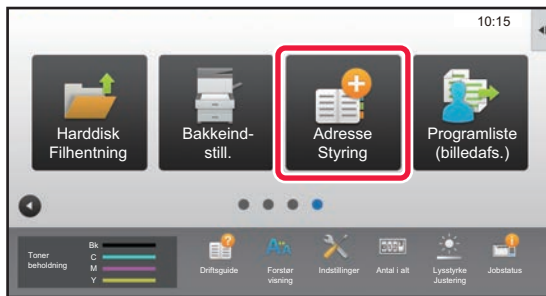 10:15
Harddisk
Filhentning
Bakkeind-
still.
Adresse
Styring
Programliste
(billedafs.)
Toner
beholdning
Bk
C
M
Y
Driftsguide
Forstør
visning
Indstillinger
Antal i alt
Lysstyrke
Justering
Jobstatus